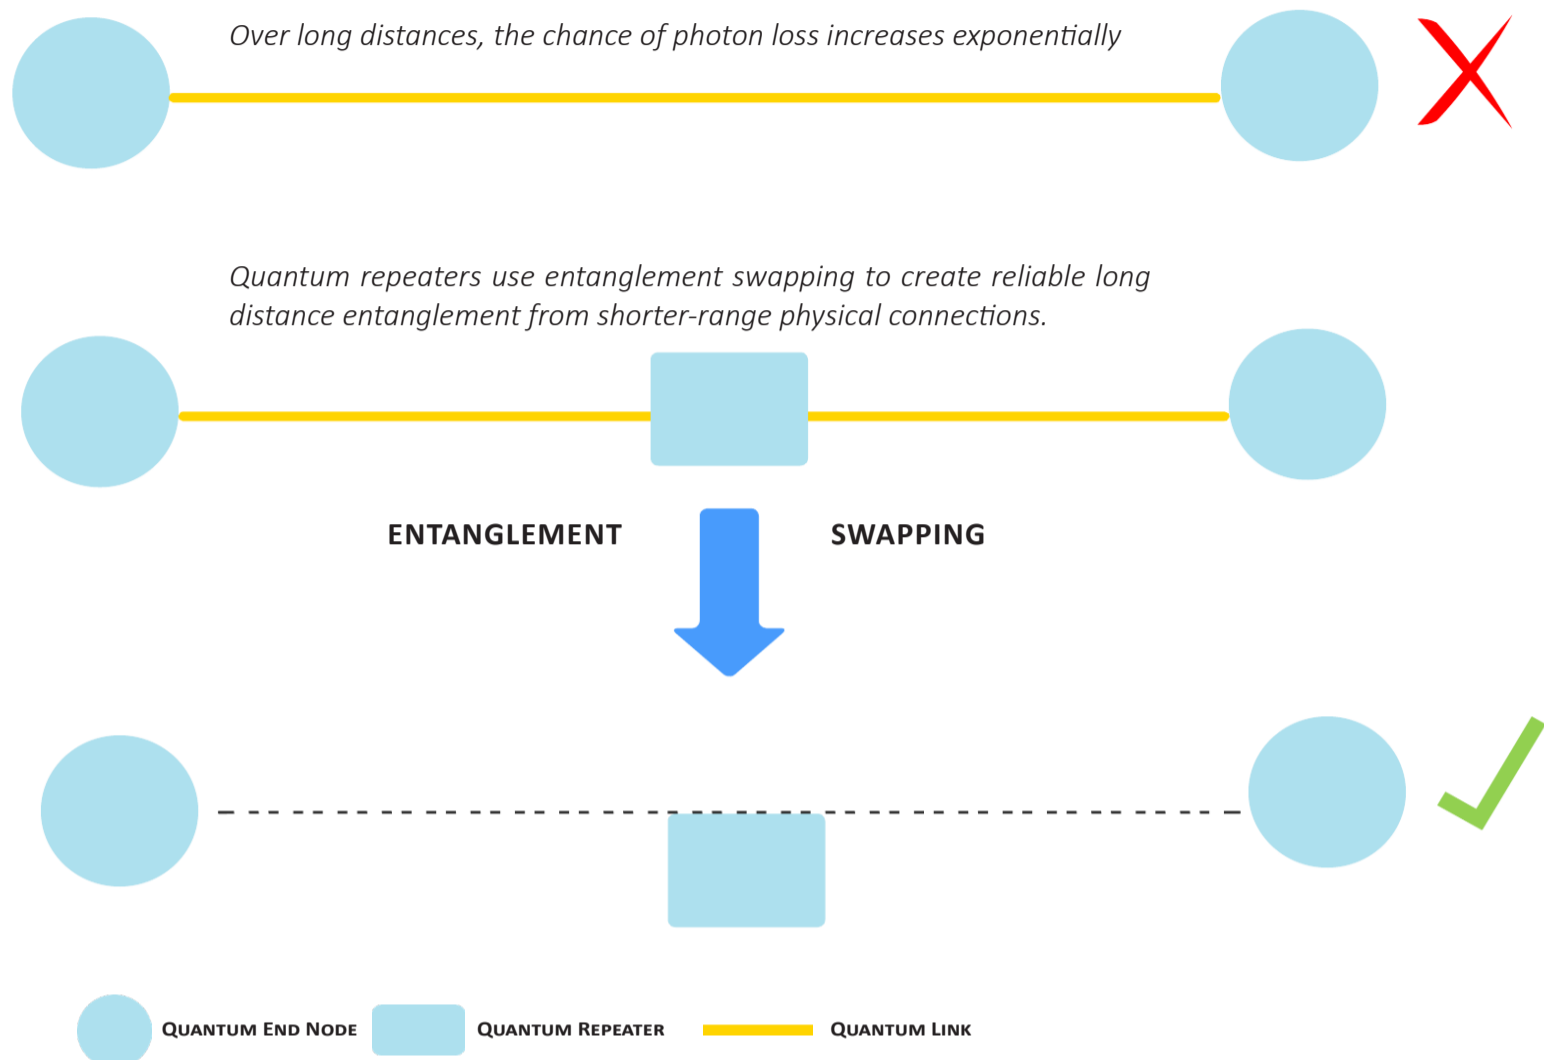 Over long distances, the chance of photon loss increases exponentially
Quantum repeaters use entanglement swapping to create reliable long
distance entanglement from shorter-range physical connections.
ENTANGLEMENT SWAPPING
QUANTUM END NODE QUANTUM REPEATER QUANTUM LINK